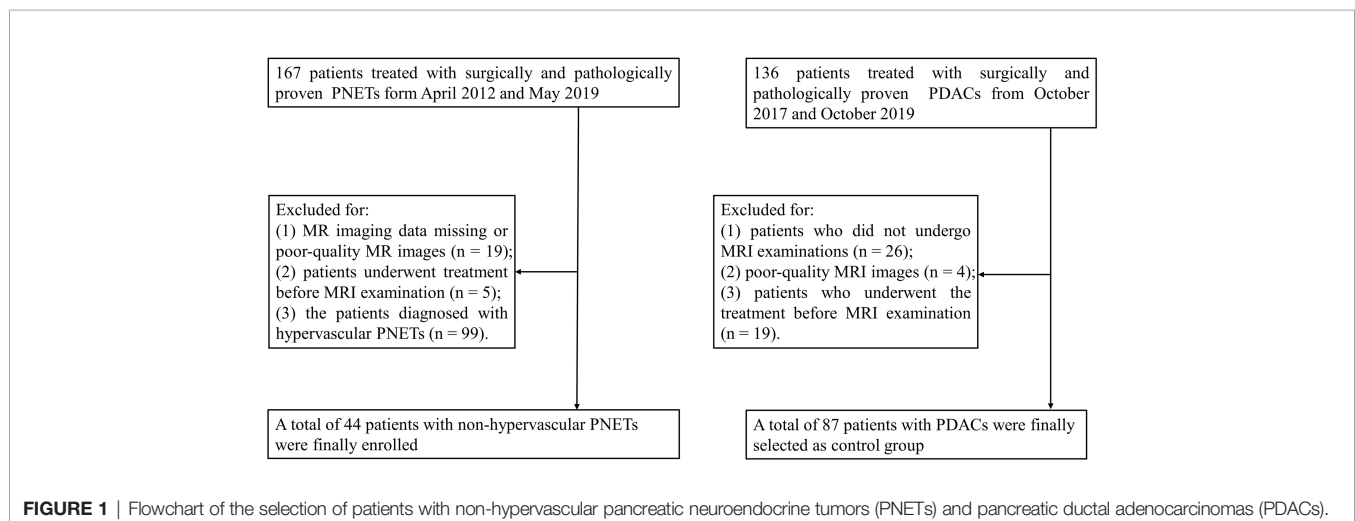 167 patients treated with surgically and pathologically
proven PNETs form April 2012 and May 2019
136 patients treated with surgically and
pathologically proven PDACs from October
2017 and October 2019
Excluded for:
(1) MR imaging data missing or
poor-quality MR images (n = 19);
(2) patients underwent treatment
before MRI examination (n = 5);
(3) the patients diagnosed with
hypervascular PNETs (n = 99).
Excluded for:
(1) patients who did not undergo
MRI examinations (n = 26);
(2) poor-quality MRI images (n = 4);
(3) patients who underwent the
treatment before MRI examination
(n = 19).
A total of 44 patients with non-hypervascular PNETs
were finally enrolled
A total of 87 patients with PDACs were finally
selected as control group
FIGURE 1 | Flowchart of the selection of patients with non-hypervascular pancreatic neuroendocrine tumors (PNETs) and pancreatic ductal adenocarcinomas (PDACs).